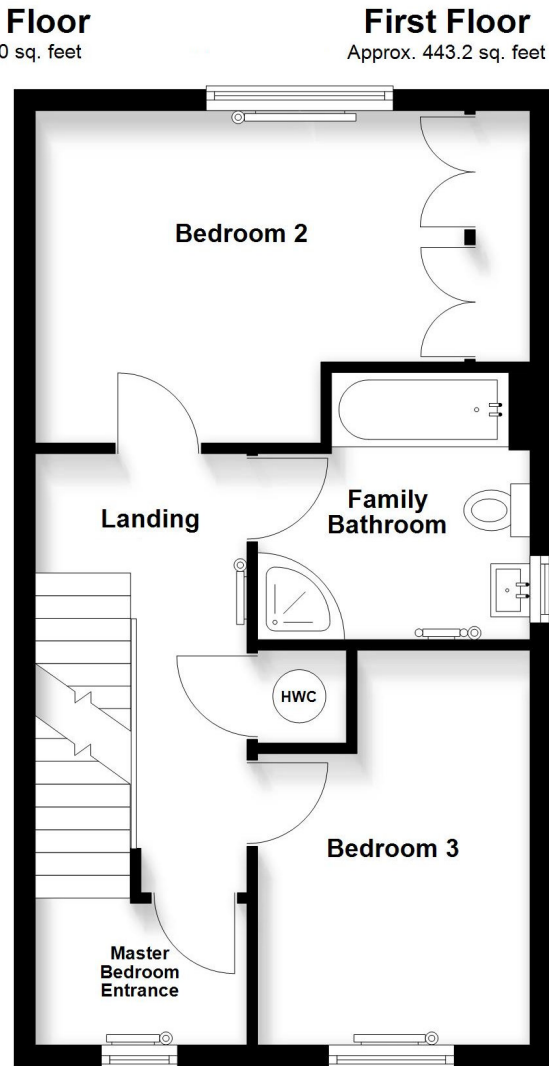 Floor
0 sq. feet
First Floor
Approx. 443.2 sq. feet
Bedroom 2
Landing
Family
Bathroom
HWC
Bedroom 3
Master
Bedroom
Entrance